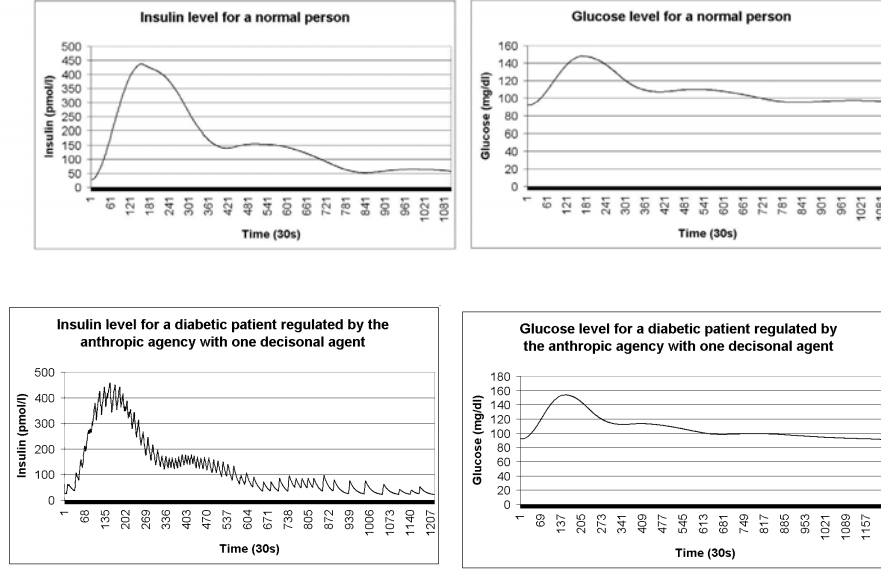 Insulin level for a normal person
500
450
400
350
300
250
200
150
100
50
0
Insulin (pmol/l)
1 61 121 181 241 301 361 421 481 541 601 661 721 781 841 901 961 1021 1081
Time (30s)
Glucose level for a normal person
160
140
120
100
80
60
40
20
0
Glucose (mg/dl)
1 61 121 181 241 301 361 421 481 541 601 661 721 781 841 901 961 1021 1081
Time (30s)
Insulin level for a diabetic patient regulated by the
anthropic agency with one decisonal agent
500
400
300
200
100
0
Insulin (pmol/l)
1 68 135 202 269 336 403 470 537 604 671 738 805 872 939 1006 1073 1140 1207
Time (30s)
Glucose level for a diabetic patient regulated by
the anthropic agency with one decisonal agent
180
160
140
120
100
80
60
40
20
0
Glucose (mg/dl)
1 69 137 205 273 341 409 477 545 613 681 749 817 885 953 1021 1089 1157
Time (30s)